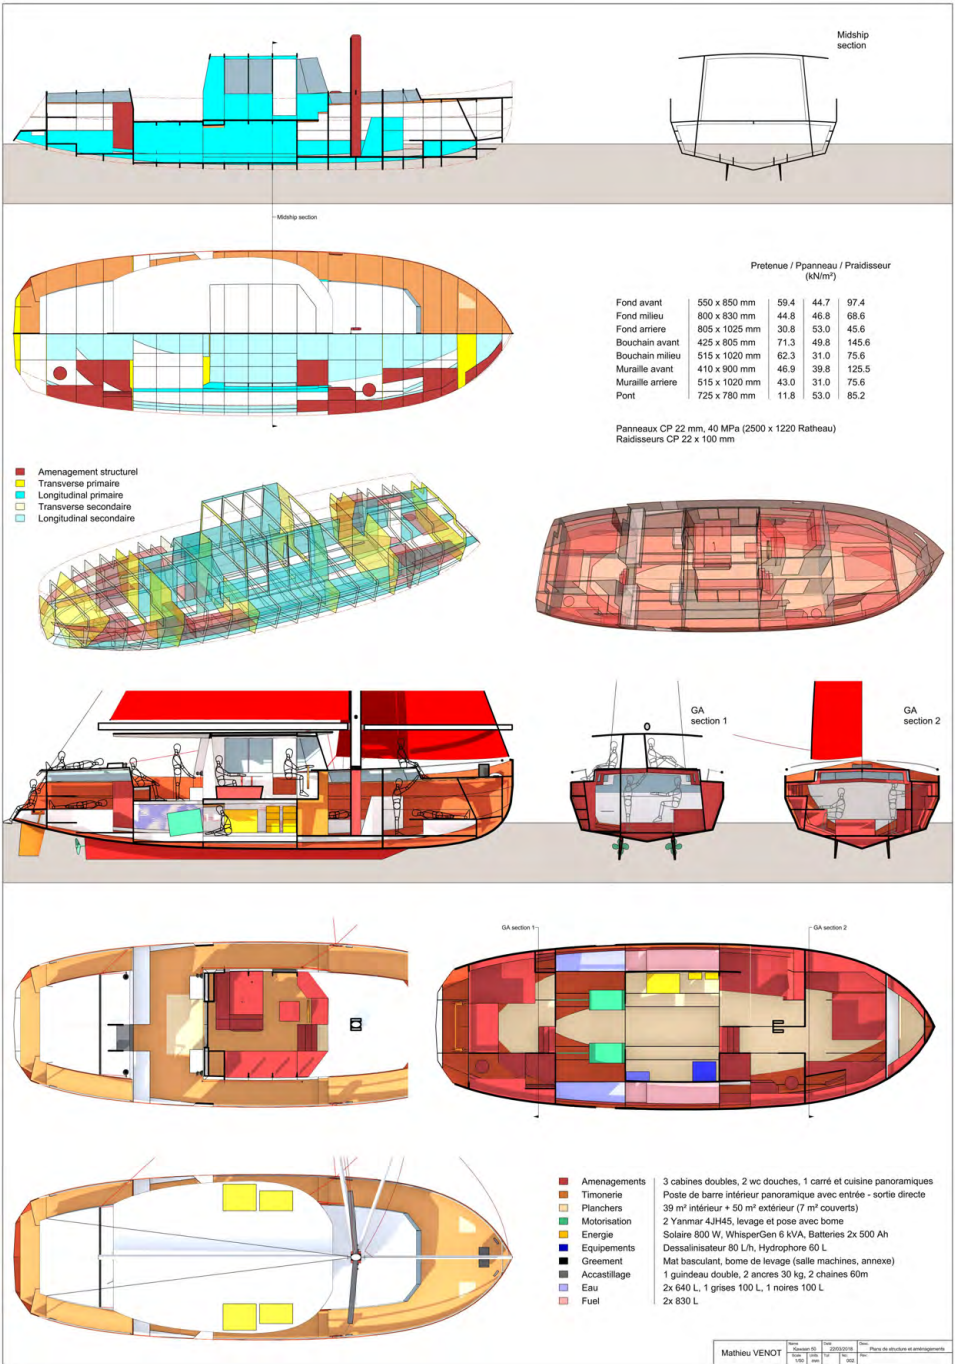 Midship
section
Midship section
Pretenue / Ppanneau / Praidisseur
(kN/m²)
Fond avant 550 x 850 mm 59.4 44.7 97.4
Fond milieu 800 x 830 mm 44.8 46.8 68.6
Fond arriere 805 x 1025 mm 30.8 53.0 45.6
Bouchain avant 425 x 805 mm 71.3 49.8 145.6
Bouchain milieu 515 x 1020 mm 62.3 31.0 75.6
Muraille avant 410 x 900 mm 46.9 39.8 125.5
Muraille arriere 515 x 1020 mm 43.0 31.0 75.6
Pont 725 x 780 mm 11.8 53.0 85.2
Panneaux CP 22 mm, 40 MPa (2500 x 1220 Ratheau)
Raidisseurs CP 22 x 100 mm
Amenagement structurel
Transverse primaire
Longitudinal primaire
Transverse secondaire
Longitudinal secondaire
GA
section 1
GA
section 2
GA section 1
GA section 2
Amenagements 3 cabines doubles, 2 wc douches, 1 carré et cuisine panoramiques
Timonerie Poste de barre intérieur panoramique avec entrée - sortie directe
Planchers 39 m² intérieur + 50 m² extérieur (7 m² couverts)
Motorisation 2 Yanmar 4JH45, levage et pose avec bome
Energie Solaire 800 W, WhisperGen 6 kVA, Batteries 2x 500 Ah
Equipements Dessalinisateur 80 L/h, Hydrophore 60 L
Greement Mat basculant, bome de levage (salle machines, annexe)
Accastillage 1 guindeau double, 2 ancres 30 kg, 2 chaines 60m
Eau 2x 640 L, 1 grises 100 L, 1 noires 100 L
Fuel 2x 830 L
Mathieu VENOT
Plans de structure et aménagements
1/50 mm 002